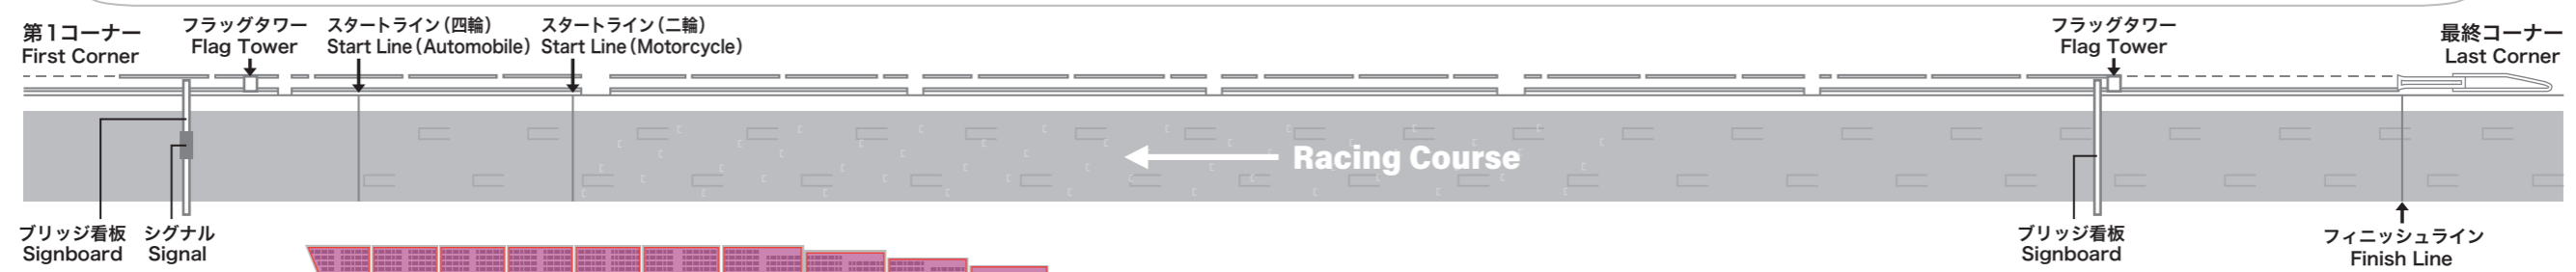 第1コーナー
First Corner
フラッグタワー
Flag Tower
スタートライン（四輪）
Start Line（Automobile）
スタートライン（二輪）
Start Line（Motorcycle）
フラッグタワー
Flag Tower
最終コーナー
Last Corner
Racing Course
ブリッジ看板
Signboard
シグナル
Signal
ブリッジ看板
Signboard
フィニッシュライン
Finish Line